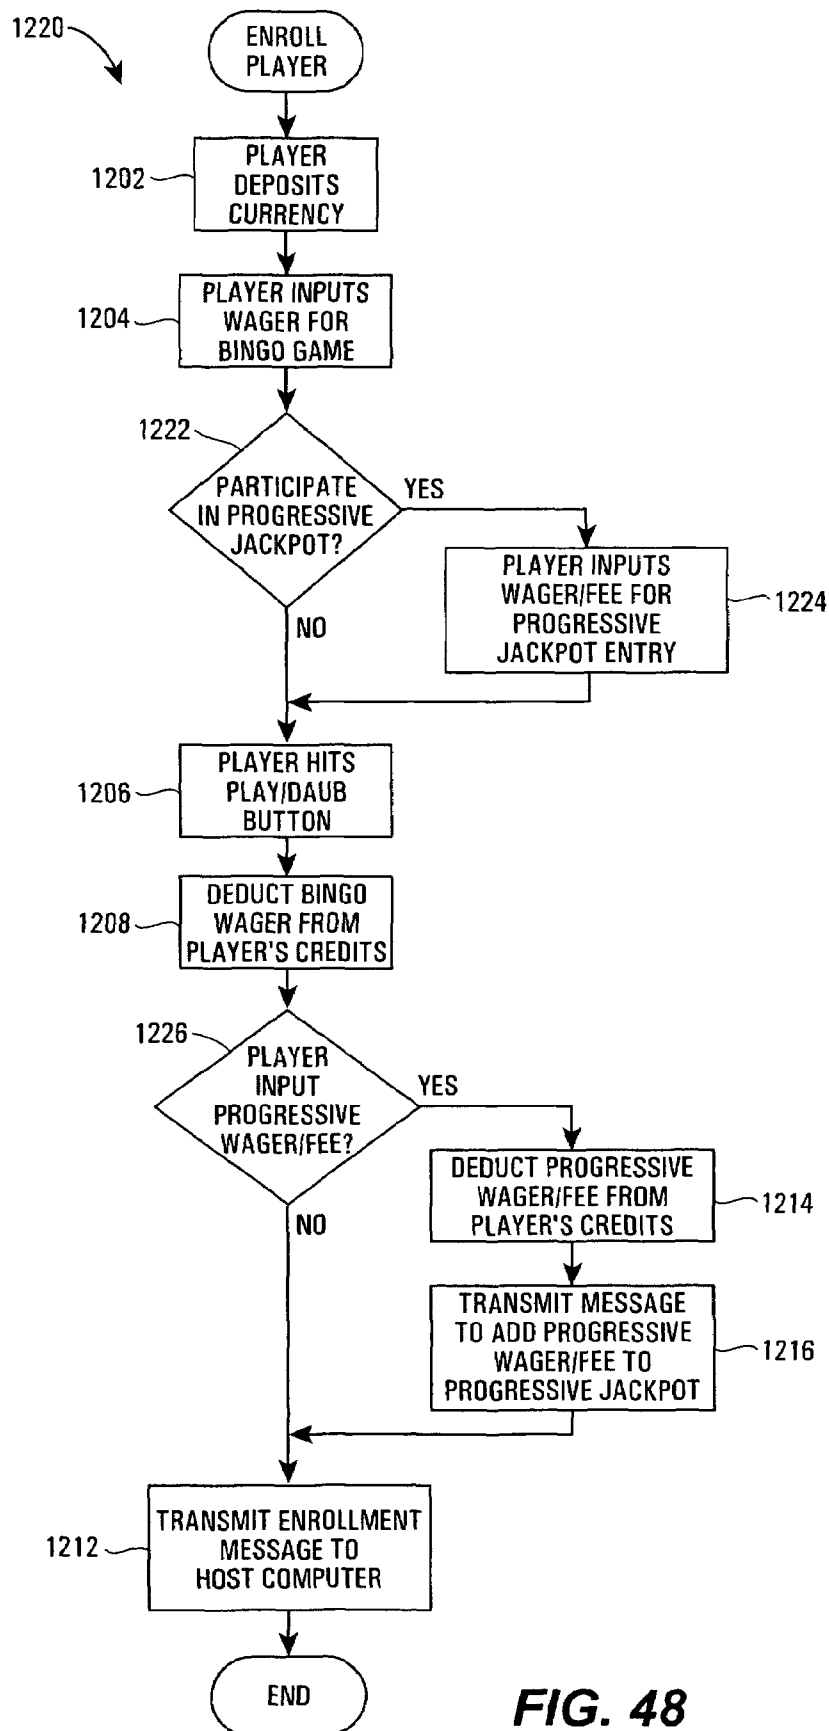 1220
ENROLL
PLAYER
1202
PLAYER
DEPOSITS
CURRENCY
1204
PLAYER INPUTS
WAGER FOR
BINGO GAME
1222
PARTICIPATE
IN PROGRESSIVE
JACKPOT?
YES
NO
PLAYER INPUTS
WAGER/FEE FOR
PROGRESSIVE
JACKPOT ENTRY
1224
1206
PLAYER HITS
PLAY/DAUB
BUTTON
1208
DEDUCT BINGO
WAGER FROM
PLAYER'S CREDITS
1226
PLAYER
INPUT
PROGRESSIVE
WAGER/FEE?
YES
NO
DEDUCT PROGRESSIVE
WAGER/FEE FROM
PLAYER'S CREDITS
1214
TRANSMIT MESSAGE
TO ADD PROGRESSIVE
WAGER/FEE TO
PROGRESSIVE JACKPOT
1216
1212
TRANSMIT ENROLLMENT
MESSAGE TO
HOST COMPUTER
END
FIG. 48